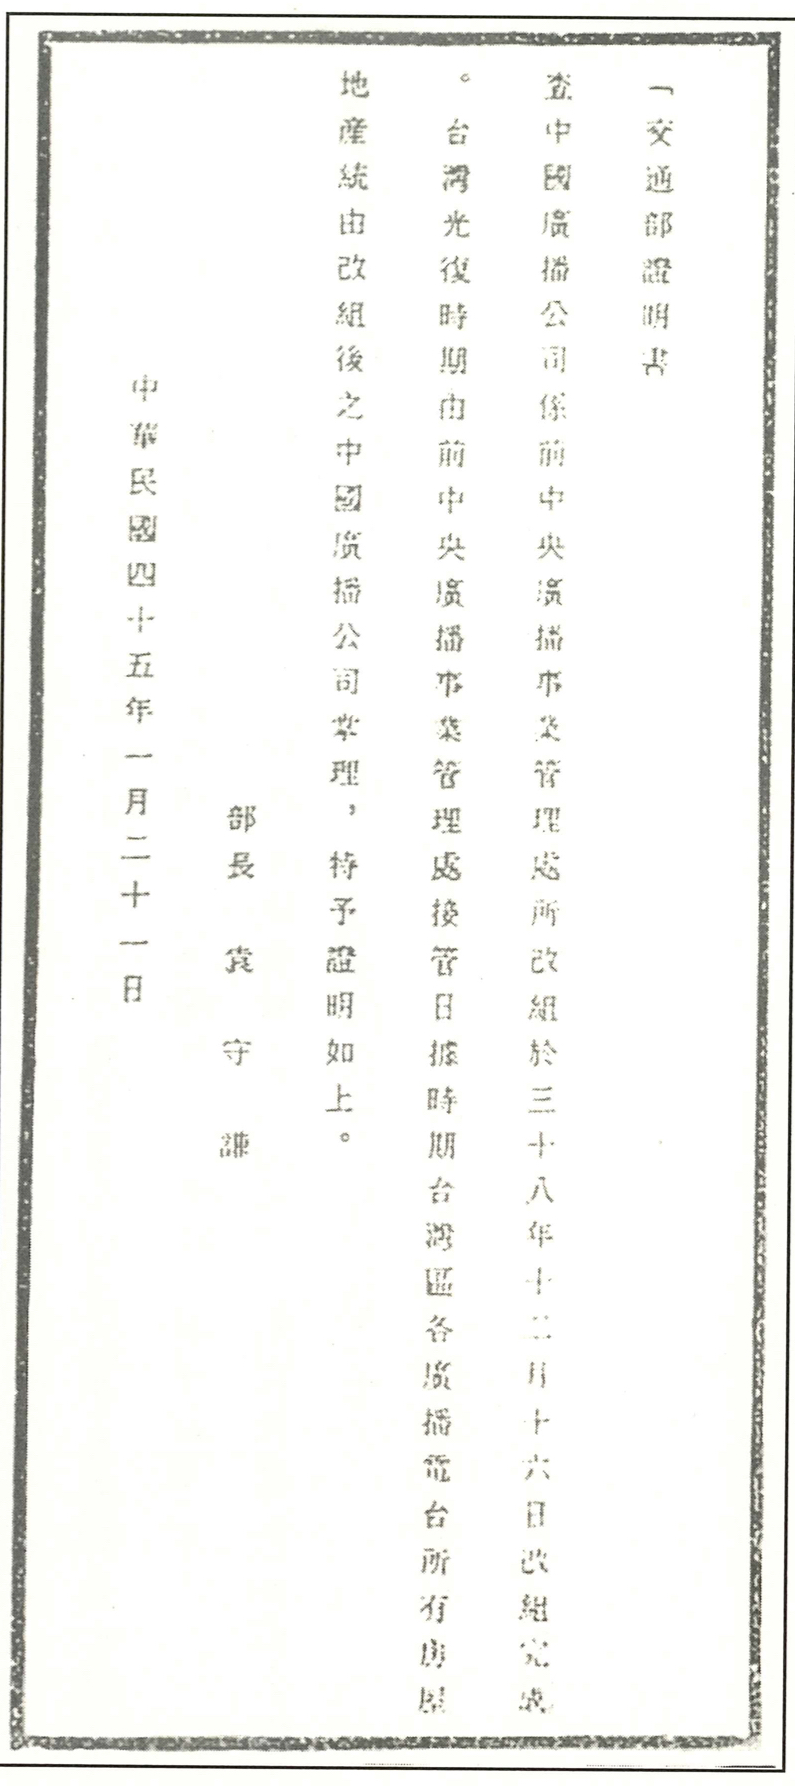 「交通部證明書
查中國廣播公司係前中央廣播事業管理處所改組於三十八年十二月十六日改組完成
。台灣光復時期由前中央廣播事業管理處接管日據時期台灣區各廣播電台所有房屋
地產統由改組後之中國廣播公司掌理，特予證明如上。
部長　袁　守　謙
中華民國四十五年一月二十一日